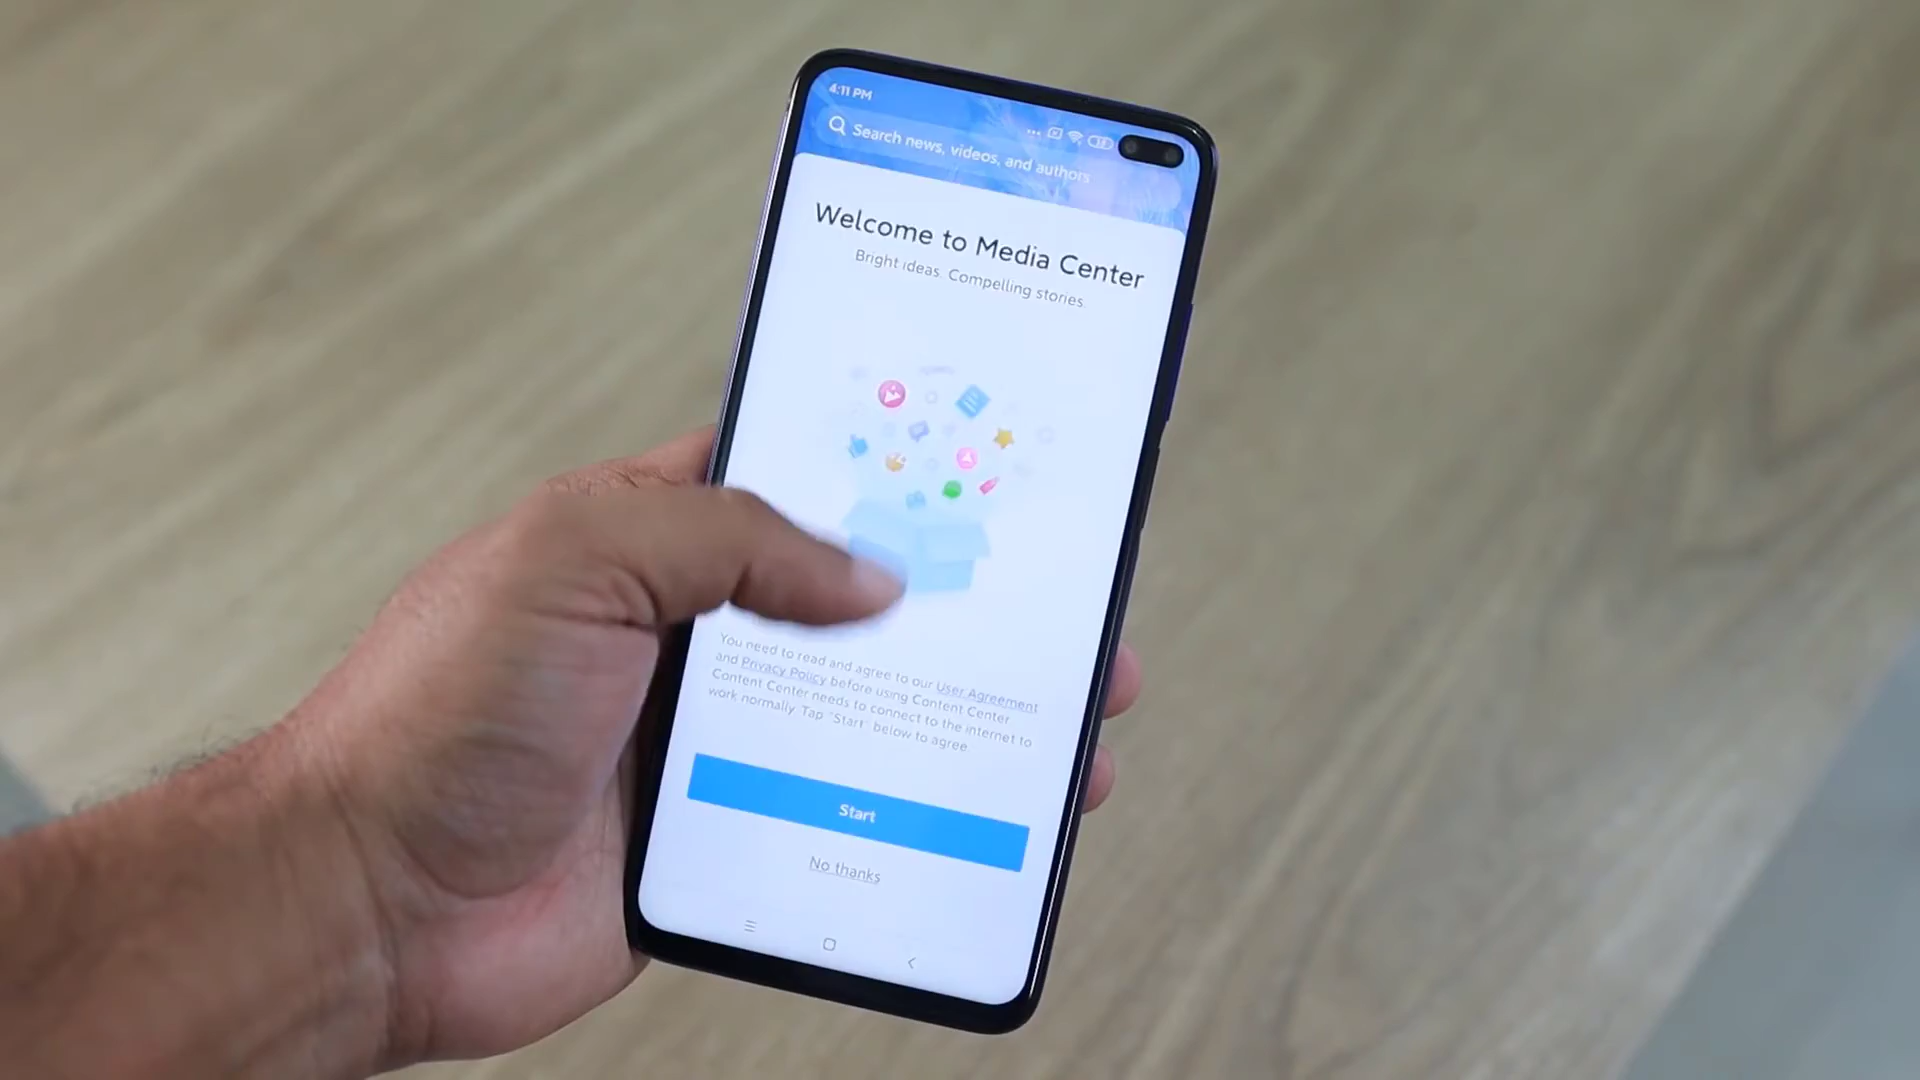 4:11 PM
Search news, videos, and authors
Welcome to Media Center
Bright ideas. Compelling stories.
You need to read and agree to our User Agreement
and Privacy Policy before using Content Center
Content Center needs to connect to the internet to
work normally. Tap "Start" below to agree
Start
No thanks